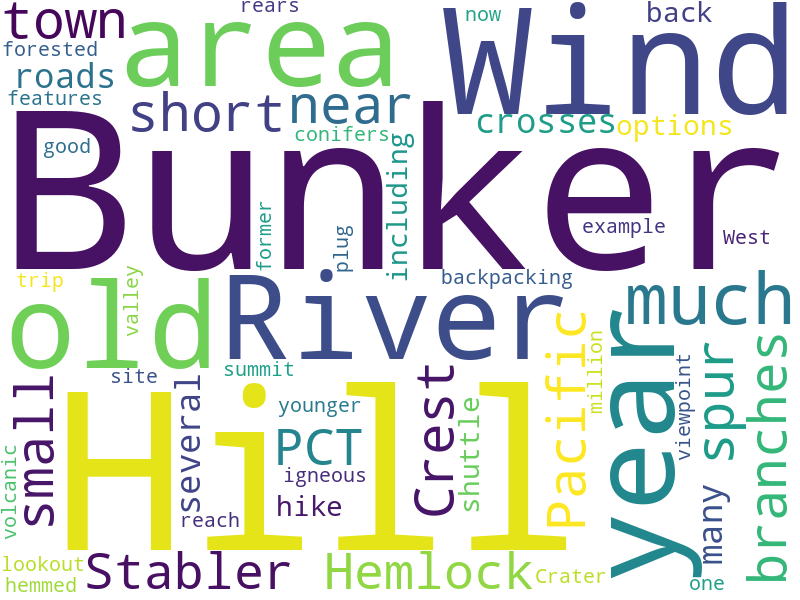 rears
now
back
town
area
Wind
forested
roads
features
short
near
crosses
options
conifers
good
Bunker
including
former
plug
example
West
trip
valley
backpacking
old
River
much
Pacific
year
million
viewpoint
spur
branches
summit
site
small
several
Hill
younger
PCT
Crest
shuttle
igneous
hike
reach
volcanic
many
lookout
hemmed
Stabler
Hemlock
Crater
one